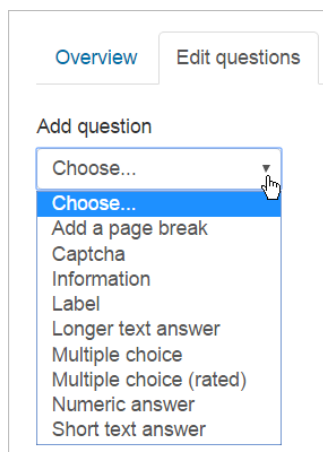 Overview Edit questions
Add question
Choose...
Choose...
Add a page break
Captcha
Information
Label
Longer text answer
Multiple choice
Multiple choice (rated)
Numeric answer
Short text answer